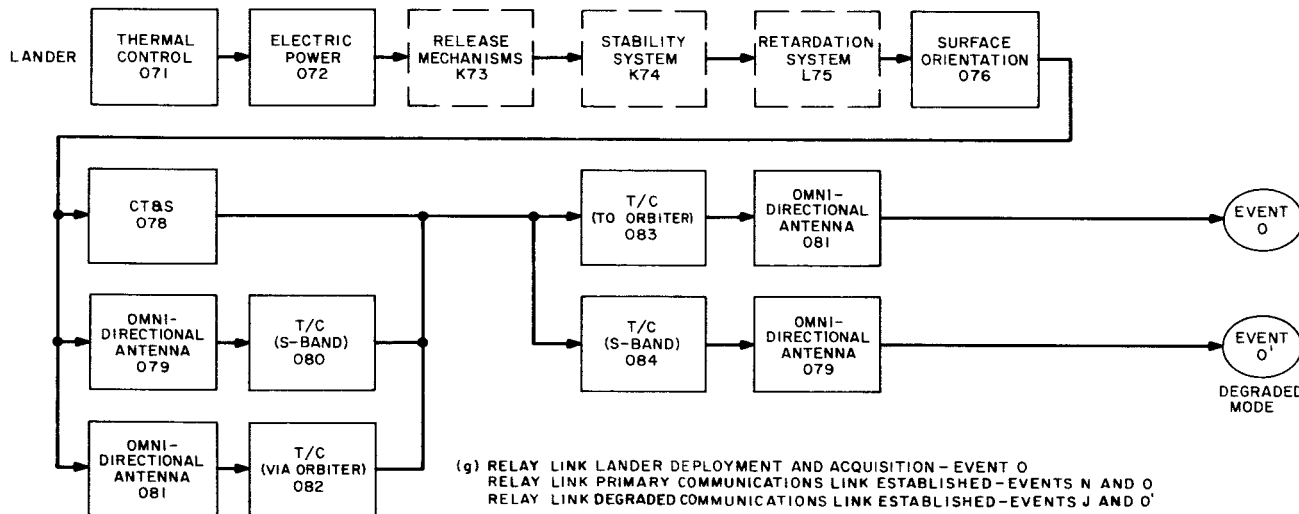 LANDER
THERMAL
CONTROL
071
ELECTRIC
POWER
072
RELEASE
MECHANISMS
K73
STABILITY
SYSTEM
K74
RETARDATION
SYSTEM
L75
SURFACE
ORIENTATION
076
CT&S
078
T/C
(TO ORBITER)
083
OMNI-
DIRECTIONAL
ANTENNA
081
EVENT
O
OMNI-
DIRECTIONAL
ANTENNA
079
T/C
(S-BAND)
080
T/C
(S-BAND)
084
OMNI-
DIRECTIONAL
ANTENNA
079
EVENT
O'
DEGRADED
MODE
OMNI-
DIRECTIONAL
ANTENNA
081
T/C
(VIA ORBITER)
082
(g) RELAY LINK LANDER DEPLOYMENT AND ACQUISITION-EVENT O
RELAY LINK PRIMARY COMMUNICATIONS LINK ESTABLISHED-EVENTS N AND O
RELAY LINK DEGRADED COMMUNICATIONS LINK ESTABLISHED-EVENTS J AND O'